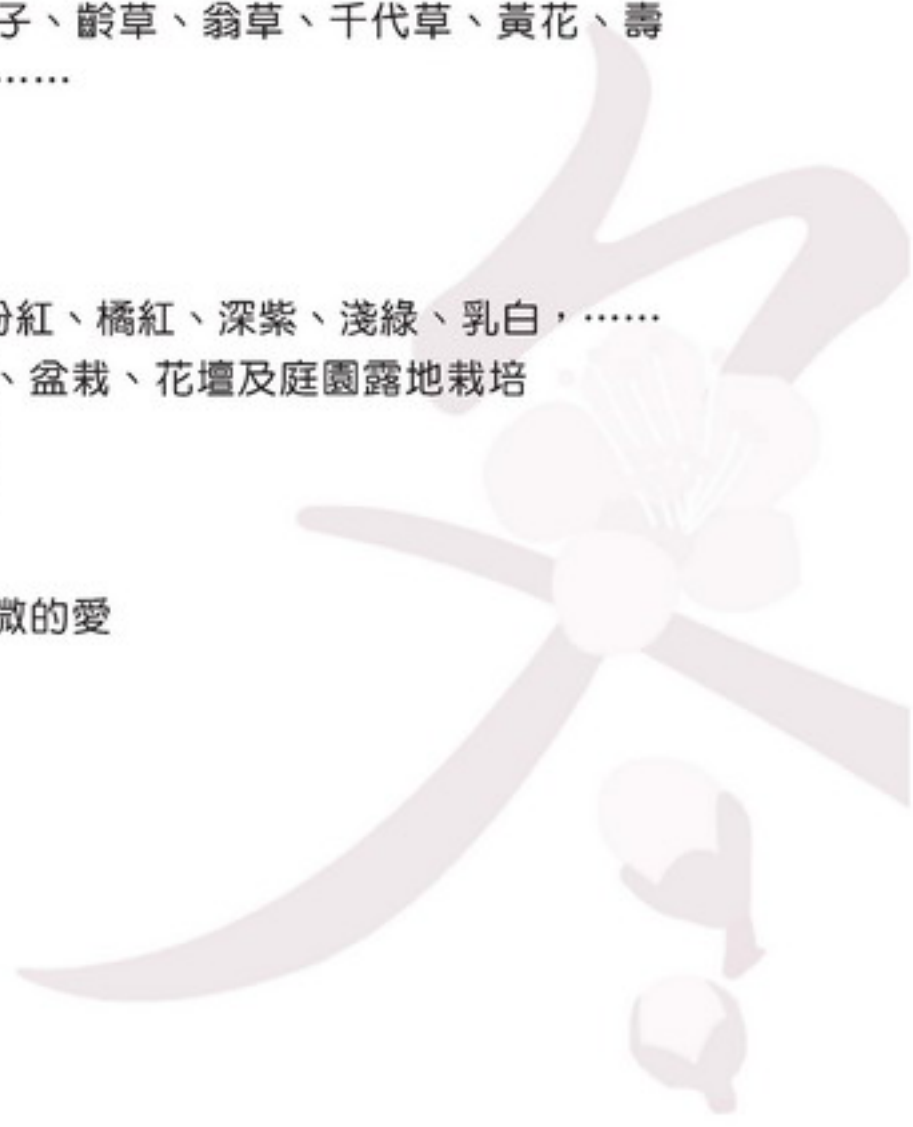 子、齡草、翁草、千代草、黃花、壽
……
粉紅、橘紅、深紫、淺綠、乳白，……
、盆栽、花壇及庭園露地栽培
微的愛